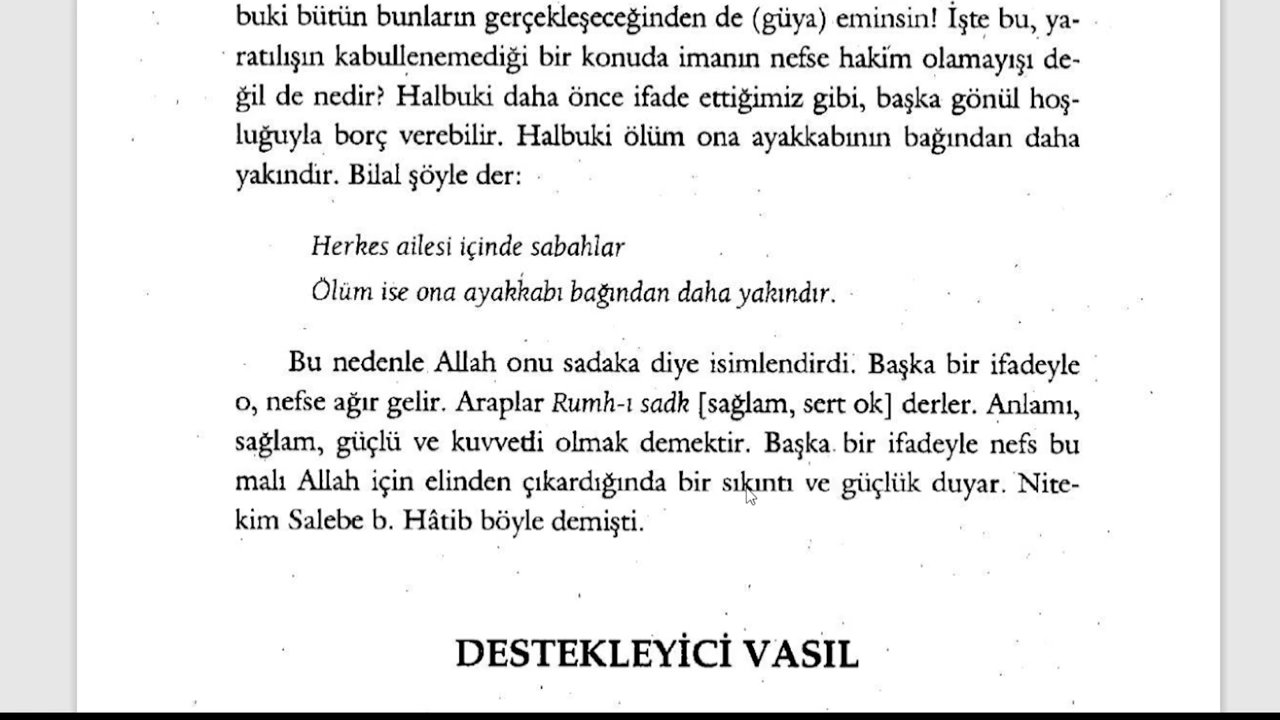 buki bütün bunların gerçekleşeceğinden de (güya) eminsin! İşte bu, ya-
ratılışın kabullenemediği bir konuda imanın nefse hakim olamayışı de-
ğil de nedir? Halbuki daha önce ifade ettiğimiz gibi, başka gönül hoş-
luğuyla borç verebilir. Halbuki ölüm ona ayakkabının bağından daha
yakındır. Bilal şöyle der:
Herkes ailesi içinde sabahlar
Ölüm ise ona ayakkabı bağından daha yakındır.
Bu nedenle Allah onu sadaka diye isimlendirdi. Başka bir ifadeyle
o, nefse ağır gelir. Araplar Rumh-ı sadk [sağlam, sert ok] derler. Anlamı,
sağlam, güçlü ve kuvvetli olmak demektir. Başka bir ifadeyle nefs bu
malı Allah için elinden çıkardığında bir sıkıntı ve güçlük duyar. Nite-
kim Salebe b. Hâtib böyle demişti.
DESTEKLEYİCİ VASIL